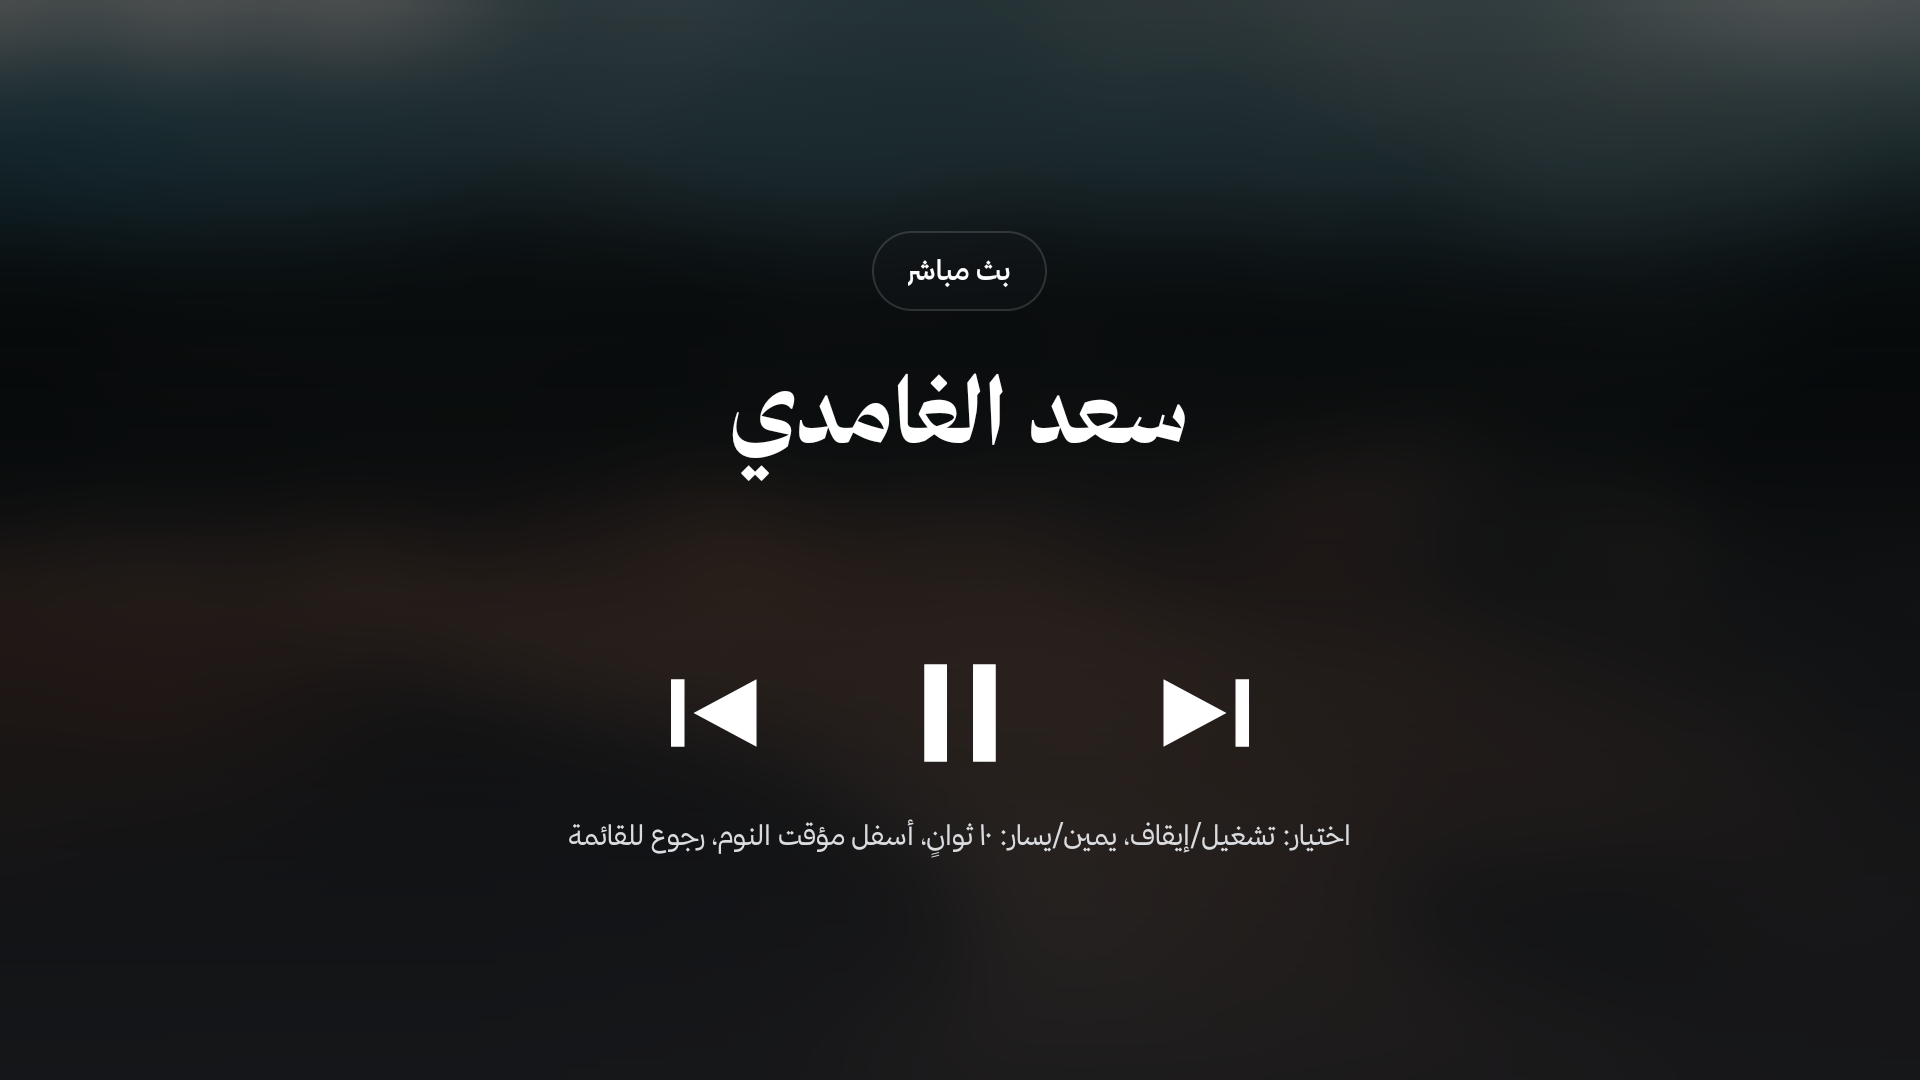 بث مباشر
سعد الغامدي
اختيار: تشغيل/إيقاف، يمين/يسار: ١٠ ثوانٍ، أسفل مؤقت النوم، رجوع للقائمة